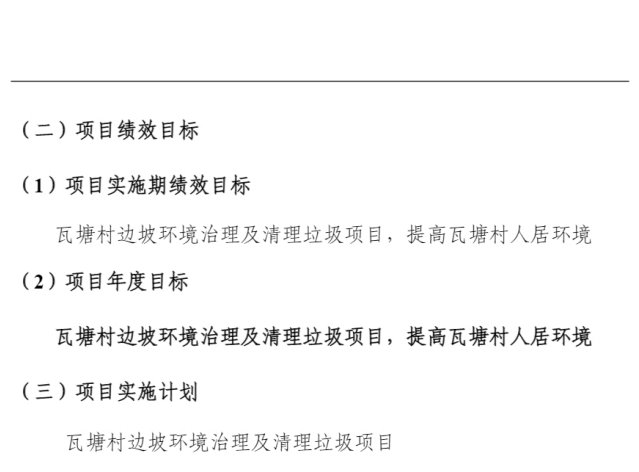 （二）项目绩效目标
（1）项目实施期绩效目标
瓦塘村边坡环境治理及清理垃圾项目，提高瓦塘村人居环境
（2）项目年度目标
瓦塘村边坡环境治理及清理垃圾项目，提高瓦塘村人居环境
（三）项目实施计划
瓦塘村边坡环境治理及清理垃圾项目